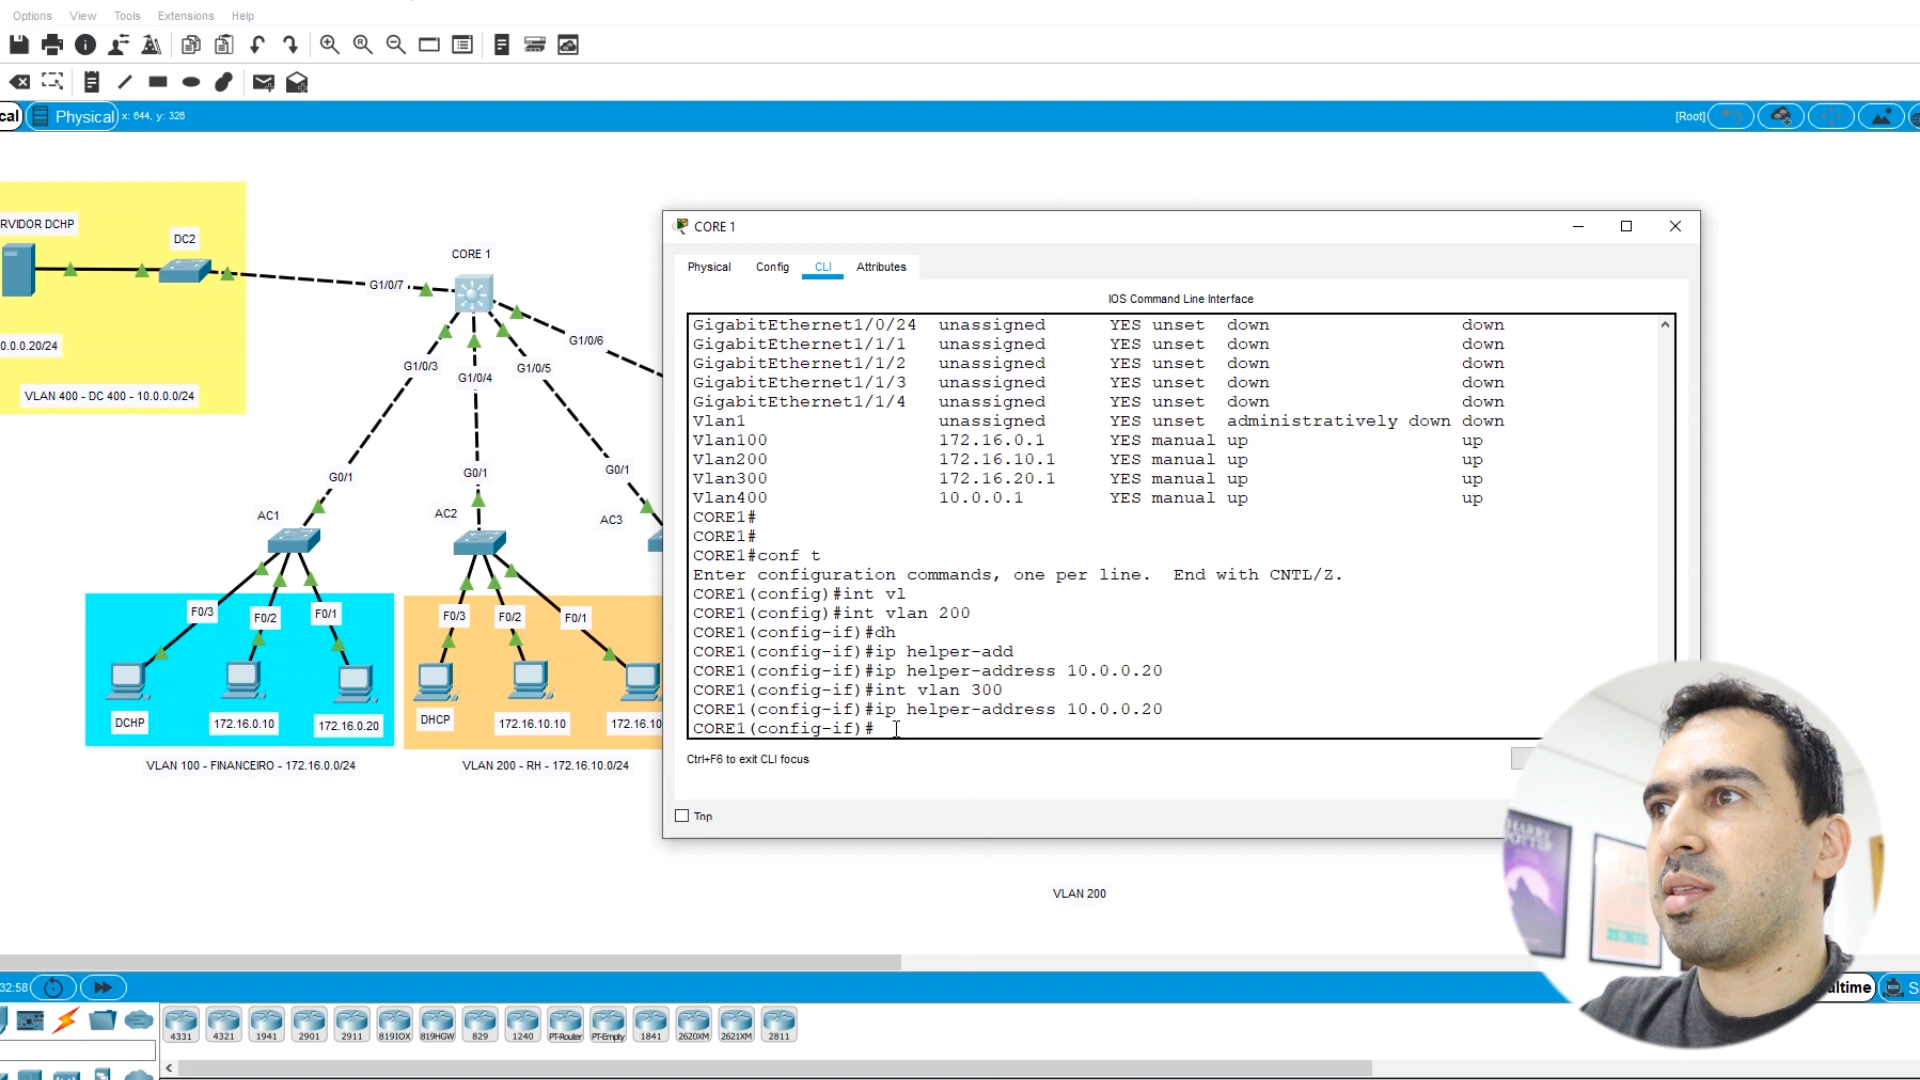 Options View Tools Extensions Help
cal Physical x: 644, y: 326 [Root]
RVIDOR DCHP
DC2
CORE 1
G1/0/7
0.0.0.20/24
VLAN 400 - DC 400 - 10.0.0.0/24
G1/0/3
G1/0/4
G1/0/5
G1/0/6
G0/1
G0/1
G0/1
AC1
AC2
AC3
F0/3
F0/2
F0/1
F0/3
F0/2
F0/1
DCHP
172.16.0.10
172.16.0.20
DHCP
172.16.10.10
172.16.10
VLAN 100 - FINANCEIRO - 172.16.0.0/24
VLAN 200 - RH - 172.16.10.0/24
CORE 1
Physical Config CLI Attributes
IOS Command Line Interface
GigabitEthernet1/0/24 unassigned YES unset down down
GigabitEthernet1/1/1 unassigned YES unset down down
GigabitEthernet1/1/2 unassigned YES unset down down
GigabitEthernet1/1/3 unassigned YES unset down down
GigabitEthernet1/1/4 unassigned YES unset down down
Vlan1 unassigned YES unset administratively down down
Vlan100 172.16.0.1 YES manual up up
Vlan200 172.16.10.1 YES manual up up
Vlan300 172.16.20.1 YES manual up up
Vlan400 10.0.0.1 YES manual up up
CORE1#
CORE1#
CORE1#conf t
Enter configuration commands, one per line. End with CNTL/Z.
CORE1(config)#int vl
CORE1(config)#int vlan 200
CORE1(config-if)#dh
CORE1(config-if)#ip helper-add
CORE1(config-if)#ip helper-address 10.0.0.20
CORE1(config-if)#int vlan 300
CORE1(config-if)#ip helper-address 10.0.0.20
CORE1(config-if)#
Ctrl+F6 to exit CLI focus
Top
HARRY POTTER
VLAN 200
32:58
altime S
4331 4321 1941 2901 2911 819IOX 819HGW 829 1240 PT-Router PT-Empty 1841 2620XM 2621XM 2811